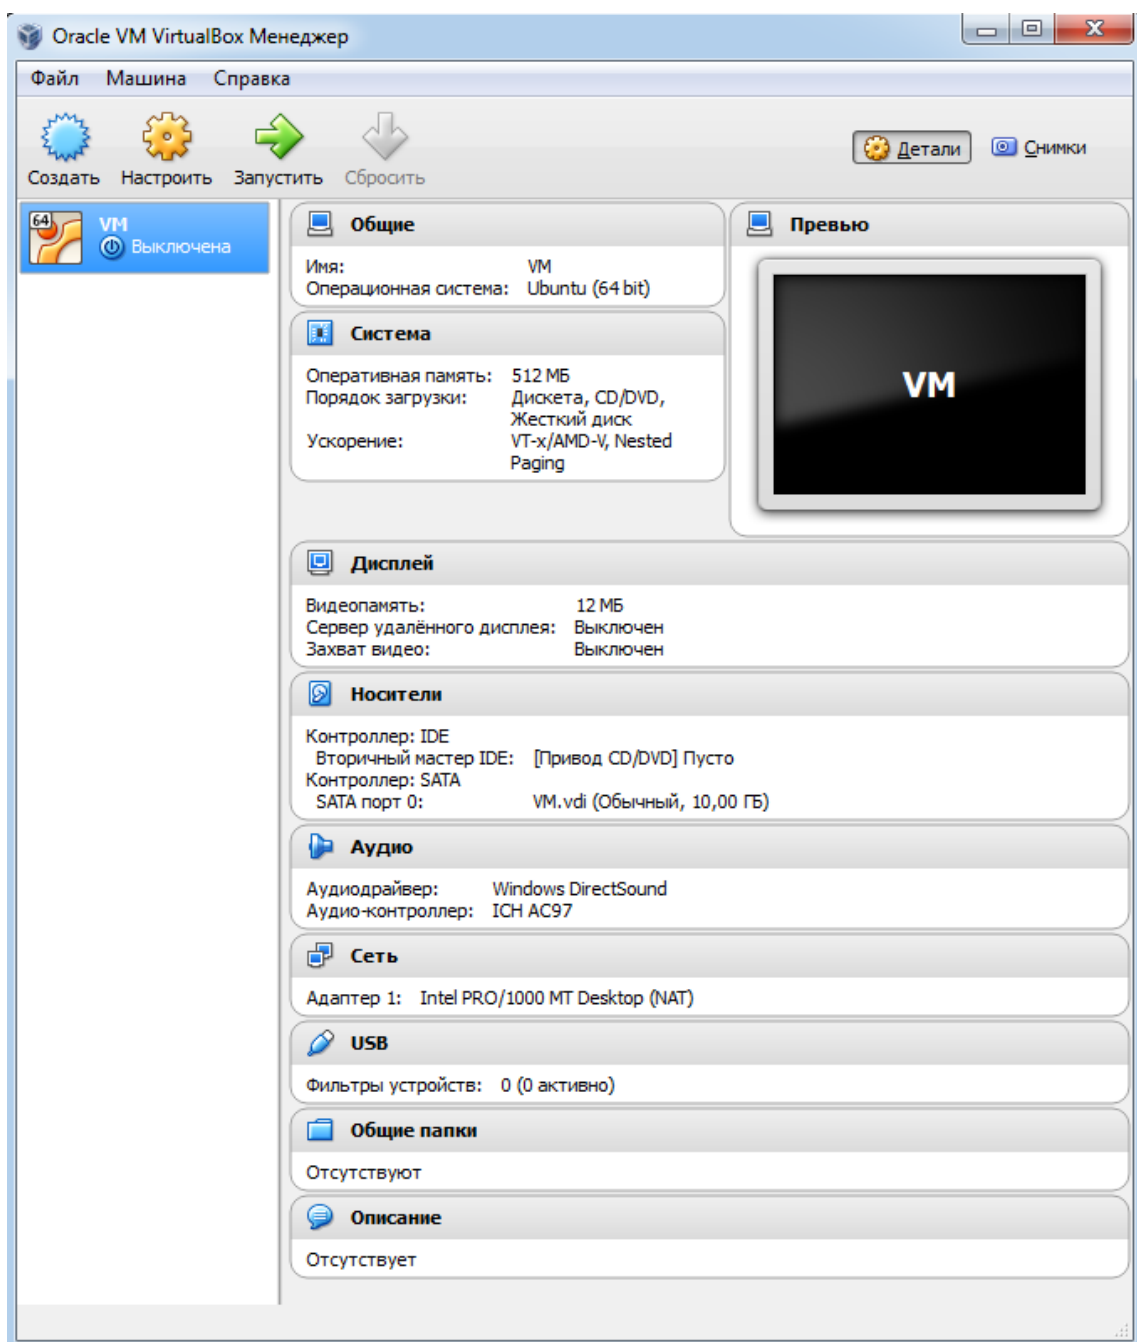 Oracle VM VirtualBox Менеджер
Файл Машина Справка
Создать Настроить Запустить Сбросить
Детали Снимки
64
VM
Выключена
Общие
Имя: VM
Операционная система: Ubuntu (64 bit)
Превью
VM
Система
Оперативная память: 512 МБ
Порядок загрузки: Дискета, CD/DVD,
Жесткий диск
Ускорение: VT-x/AMD-V, Nested
Paging
Дисплей
Видеопамять: 12 МБ
Сервер удалённого дисплея: Выключен
Захват видео: Выключен
Носители
Контроллер: IDE
Вторичный мастер IDE: [Привод CD/DVD] Пусто
Контроллер: SATA
SATA порт 0: VM.vdi (Обычный, 10,00 ГБ)
Аудио
Аудиодрайвер: Windows DirectSound
Аудио-контроллер: ICH AC97
Сеть
Адаптер 1: Intel PRO/1000 MT Desktop (NAT)
USB
Фильтры устройств: 0 (0 активно)
Общие папки
Отсутствуют
Описание
Отсутствует